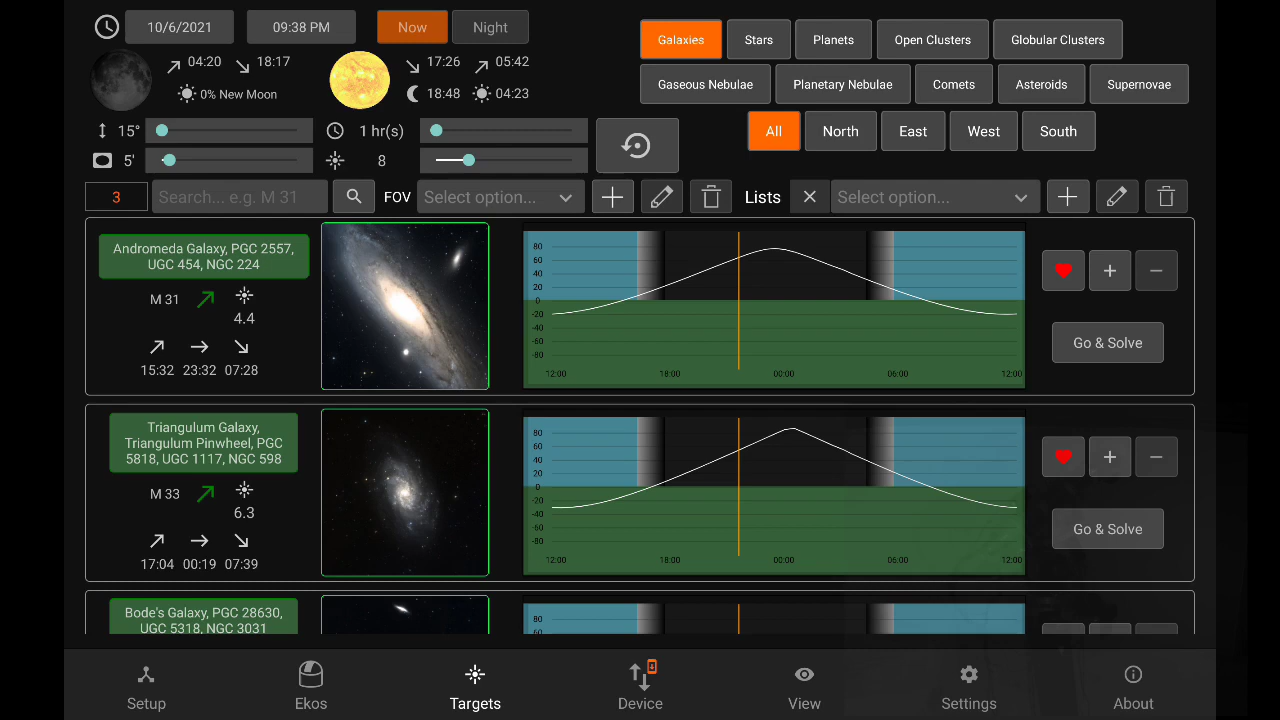 10/6/2021
09:38 PM
Now
Night
04:20
18:17
0% New Moon
17:26
05:42
18:48
04:23
Galaxies
Stars
Planets
Open Clusters
Globular Clusters
Gaseous Nebulae
Planetary Nebulae
Comets
Asteroids
Supernovae
All
North
East
West
South
15°
1 hr(s)
5'
8
3
Search... e.g. M 31
FOV
Select option...
Lists
Select option...
Andromeda Galaxy, PGC 2557,
UGC 454, NGC 224
M 31
4.4
15:32 23:32 07:28
80
60
40
20
0
-20
-40
-60
-80
12:00 18:00 00:00 06:00 12:00
Go & Solve
Triangulum Galaxy,
Triangulum Pinwheel, PGC
5818, UGC 1117, NGC 598
M 33
6.3
17:04 00:19 07:39
80
60
40
20
0
-20
-40
-60
-80
12:00 18:00 00:00 06:00 12:00
Go & Solve
Bode's Galaxy, PGC 28630,
UGC 5318, NGC 3031
80
60
Setup
Ekos
Targets
Device
View
Settings
About